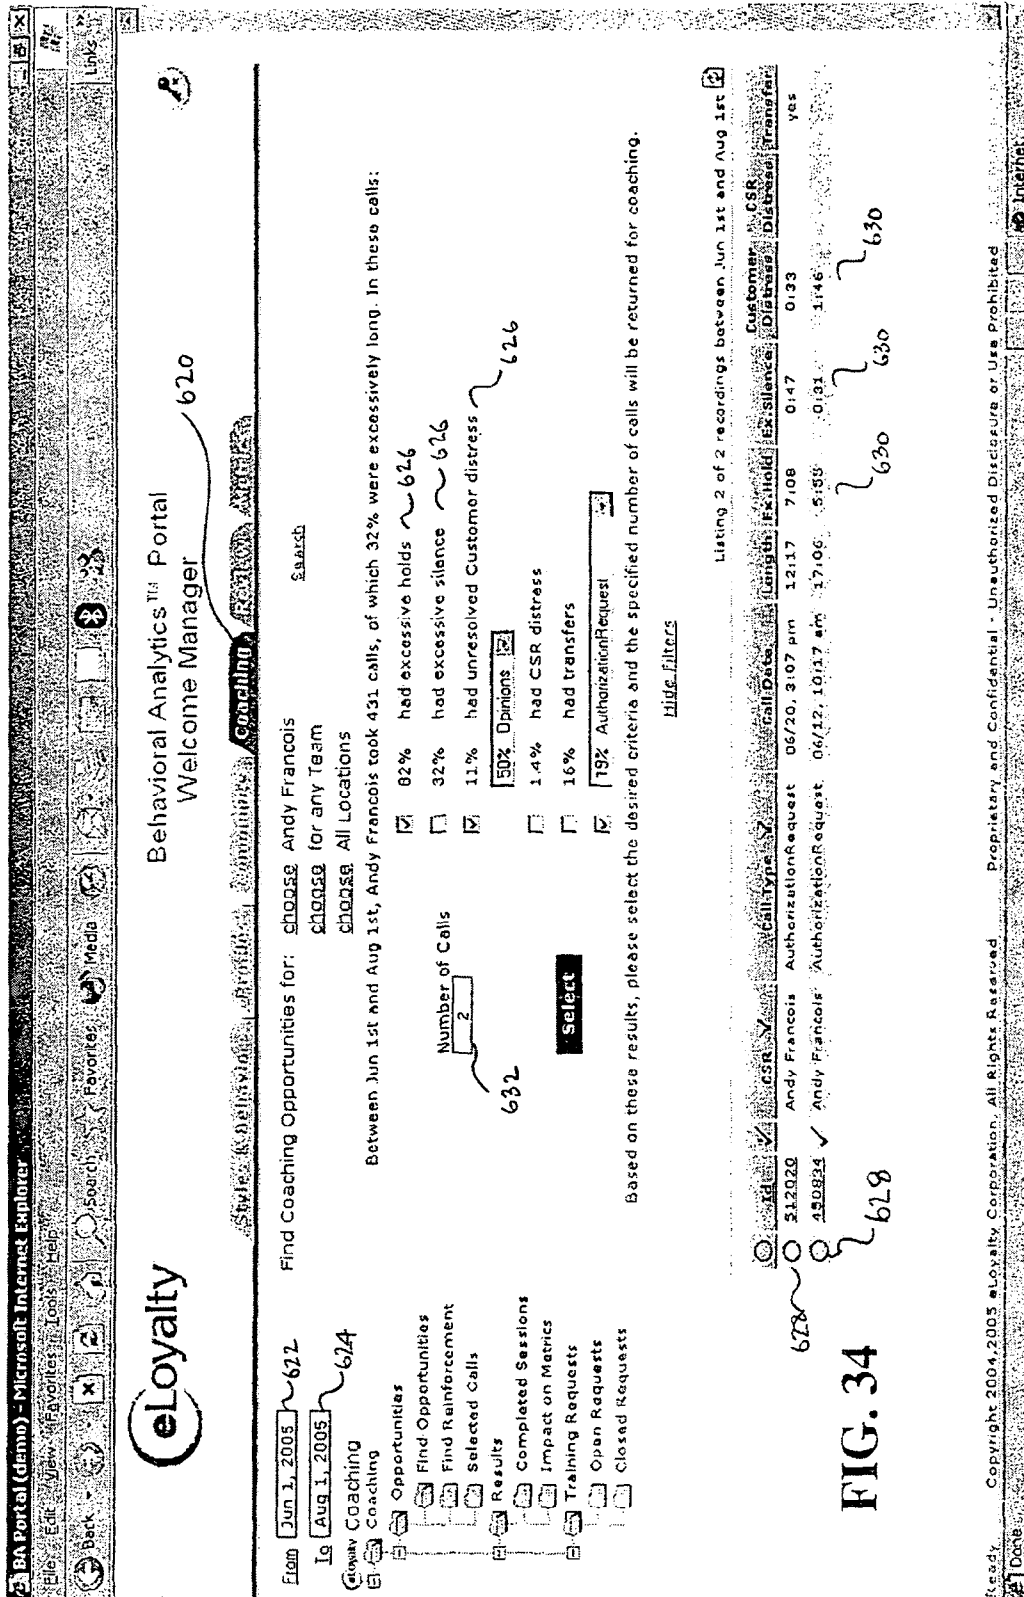 BA Portal (demo) - Microsoft Internet Explorer
File Edit View Favorites Tools Help
Back Search Favorites Media Links
eLoyalty
Behavioral Analytics™ Portal
Welcome Manager
620
Coaching
From Jun 1, 2005 622
To Aug 1, 2005 624
eLoyalty Coaching
Coaching
Opportunities
Find Opportunities
Find Reinforcement
Selected Calls
Results
Completed Sessions
Impact on Metrics
Training Requests
Open Requests
Closed Requests
Find Coaching Opportunities for: choose Andy Francois
choose for any Team
choose All Locations
Search
Between Jun 1st and Aug 1st, Andy Francois took 431 calls, of which 32% were excessively long. In these calls:
Number of Calls
2
632
Select
82% had excessive holds 626
32% had excessive silence 626
11% had unresolved Customer distress 626
50% Opinions
1.4% had CSR distress
16% had transfers
79% AuthorizationRequest
Based on these results, please select the desired criteria and the specified number of calls will be returned for coaching.
Hide Filters
Listing 2 of 2 recordings between Jun 1st and Aug 1st
Id CSR Call Type Call Date Length Ex. Hold Ex. Silence Customer Distress CSR Distress Transfer
512020 Andy Francois AuthorizationRequest 06/20, 3:07 pm 12:17 7:08 0:47 0:33 yes
450834 Andy Francois AuthorizationRequest 06/12, 10:17 am 17:06 5:55 0:31 1:46
628 628 630 630 630
FIG. 34
Ready Copyright 2004,2005 eLoyalty Corporation, All Rights Reserved Proprietary and Confidential - Unauthorized Disclosure or Use Prohibited
Done Internet